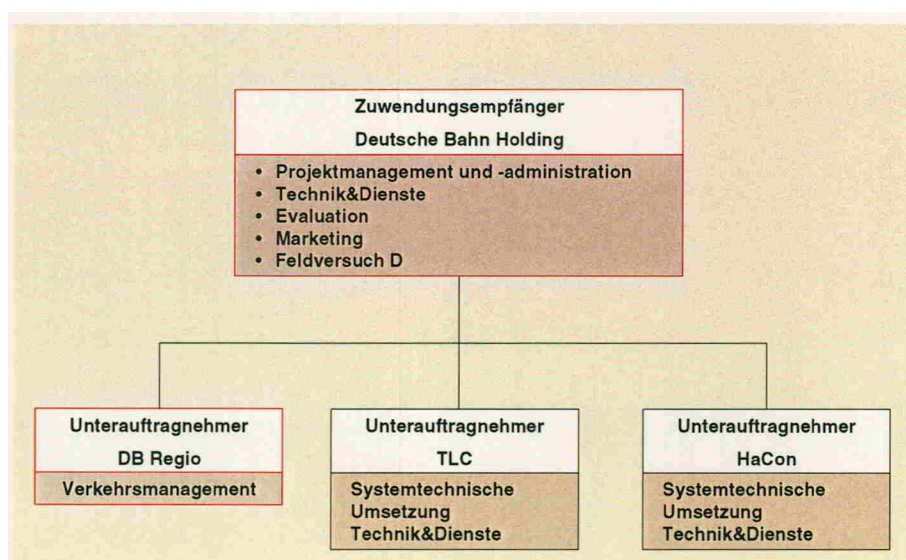 Zuwendungsempfänger
Deutsche Bahn Holding
• Projektmanagement und -administration
• Technik&Dienste
• Evaluation
• Marketing
• Feldversuch D
Unterauftragnehmer
DB Regio
Verkehrsmanagement
Unterauftragnehmer
TLC
Systemtechnische
Umsetzung
Technik&Dienste
Unterauftragnehmer
HaCon
Systemtechnische
Umsetzung
Technik&Dienste